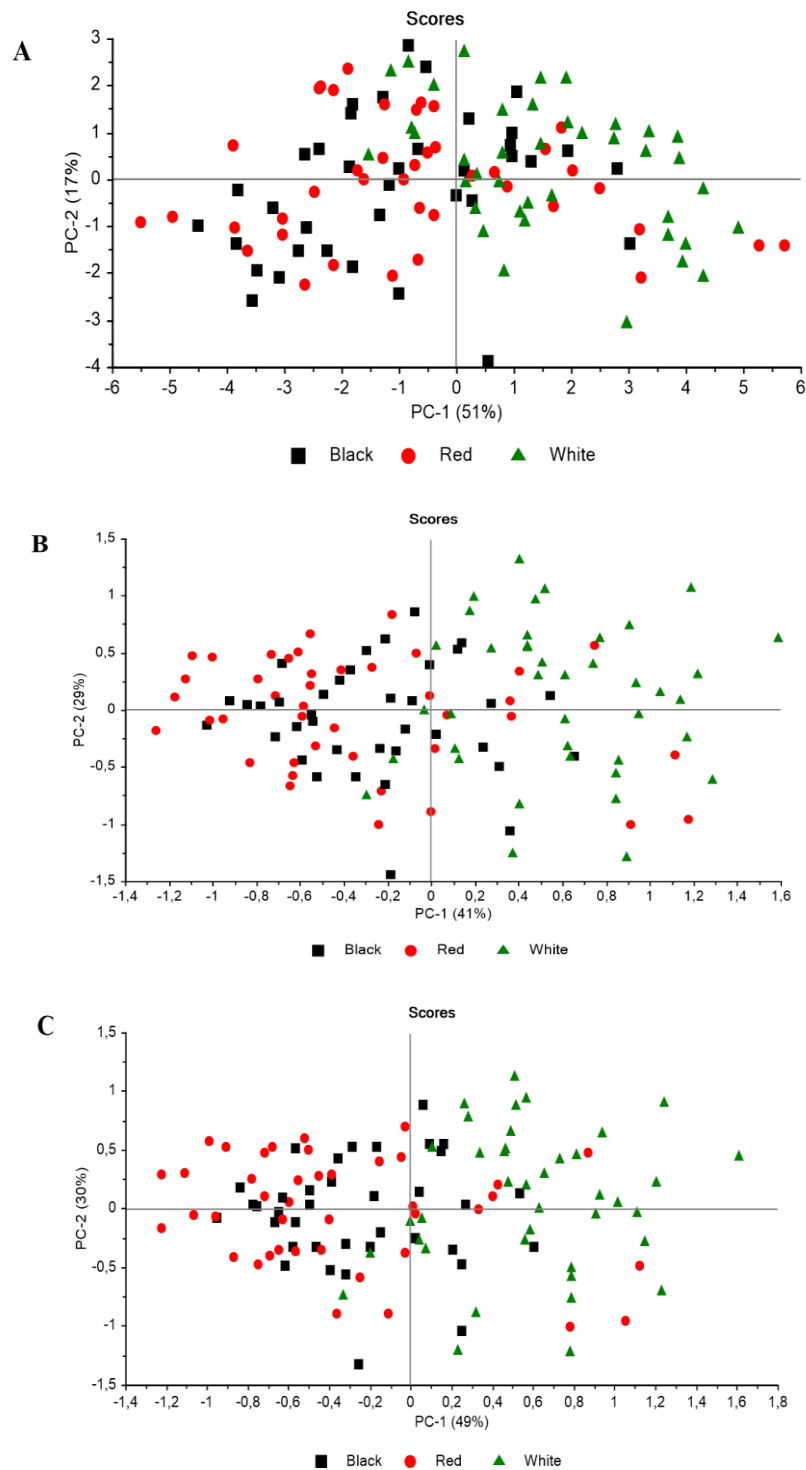 Scores
A
3
2
1
0
-1
-2
-3
-4
PC-2 (17%)
-6 -5 -4 -3 -2 -1 0 1 2 3 4 5 6
PC-1 (51%)
Black Red White
Scores
B
1,5
1
0,5
0
-0,5
-1
-1,5
PC-2 (29%)
-1,4 -1,2 -1 -0,8 -0,6 -0,4 -0,2 0 0,2 0,4 0,6 0,8 1 1,2 1,4 1,6
PC-1 (41%)
Black Red White
Scores
C
1,5
1
0,5
0
-0,5
-1
-1,5
PC-2 (30%)
-1,4 -1,2 -1 -0,8 -0,6 -0,4 -0,2 0 0,2 0,4 0,6 0,8 1 1,2 1,4 1,6 1,8
PC-1 (49%)
Black Red White